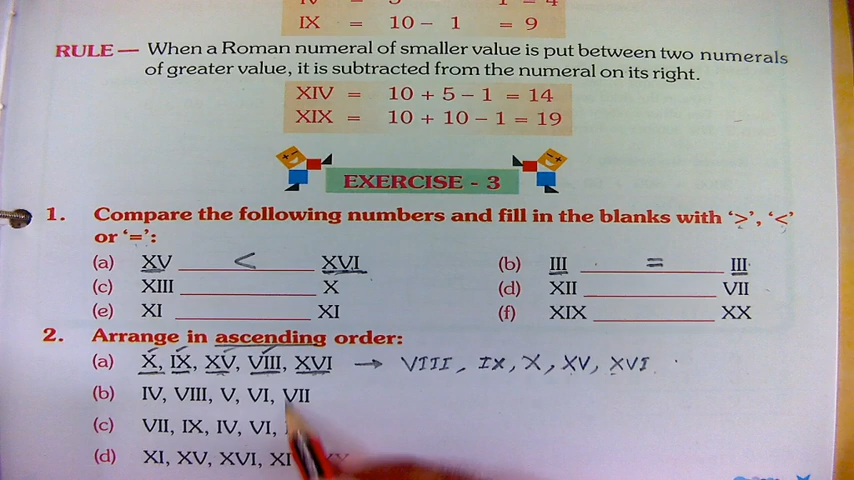 IX = 10 – 1 = 9
RULE — When a Roman numeral of smaller value is put between two numerals
of greater value, it is subtracted from the numeral on its right.
XIV = 10 + 5 – 1 = 14
XIX = 10 + 10 – 1 = 19
EXERCISE - 3
1. Compare the following numbers and fill in the blanks with ‘>’, ‘<’
or ‘=’:
(a) XV < XVI (b) III = III
(c) XIII ____ X (d) XII ____ VII
(e) XI ____ XI (f) XIX ____ XX
2. Arrange in ascending order:
(a) X, IX, XV, VIII, XVI → VIII, IX, X, XV, XVI
(b) IV, VIII, V, VI, VII
(c) VII, IX, IV, VI,
(d) XI, XV, XVI,